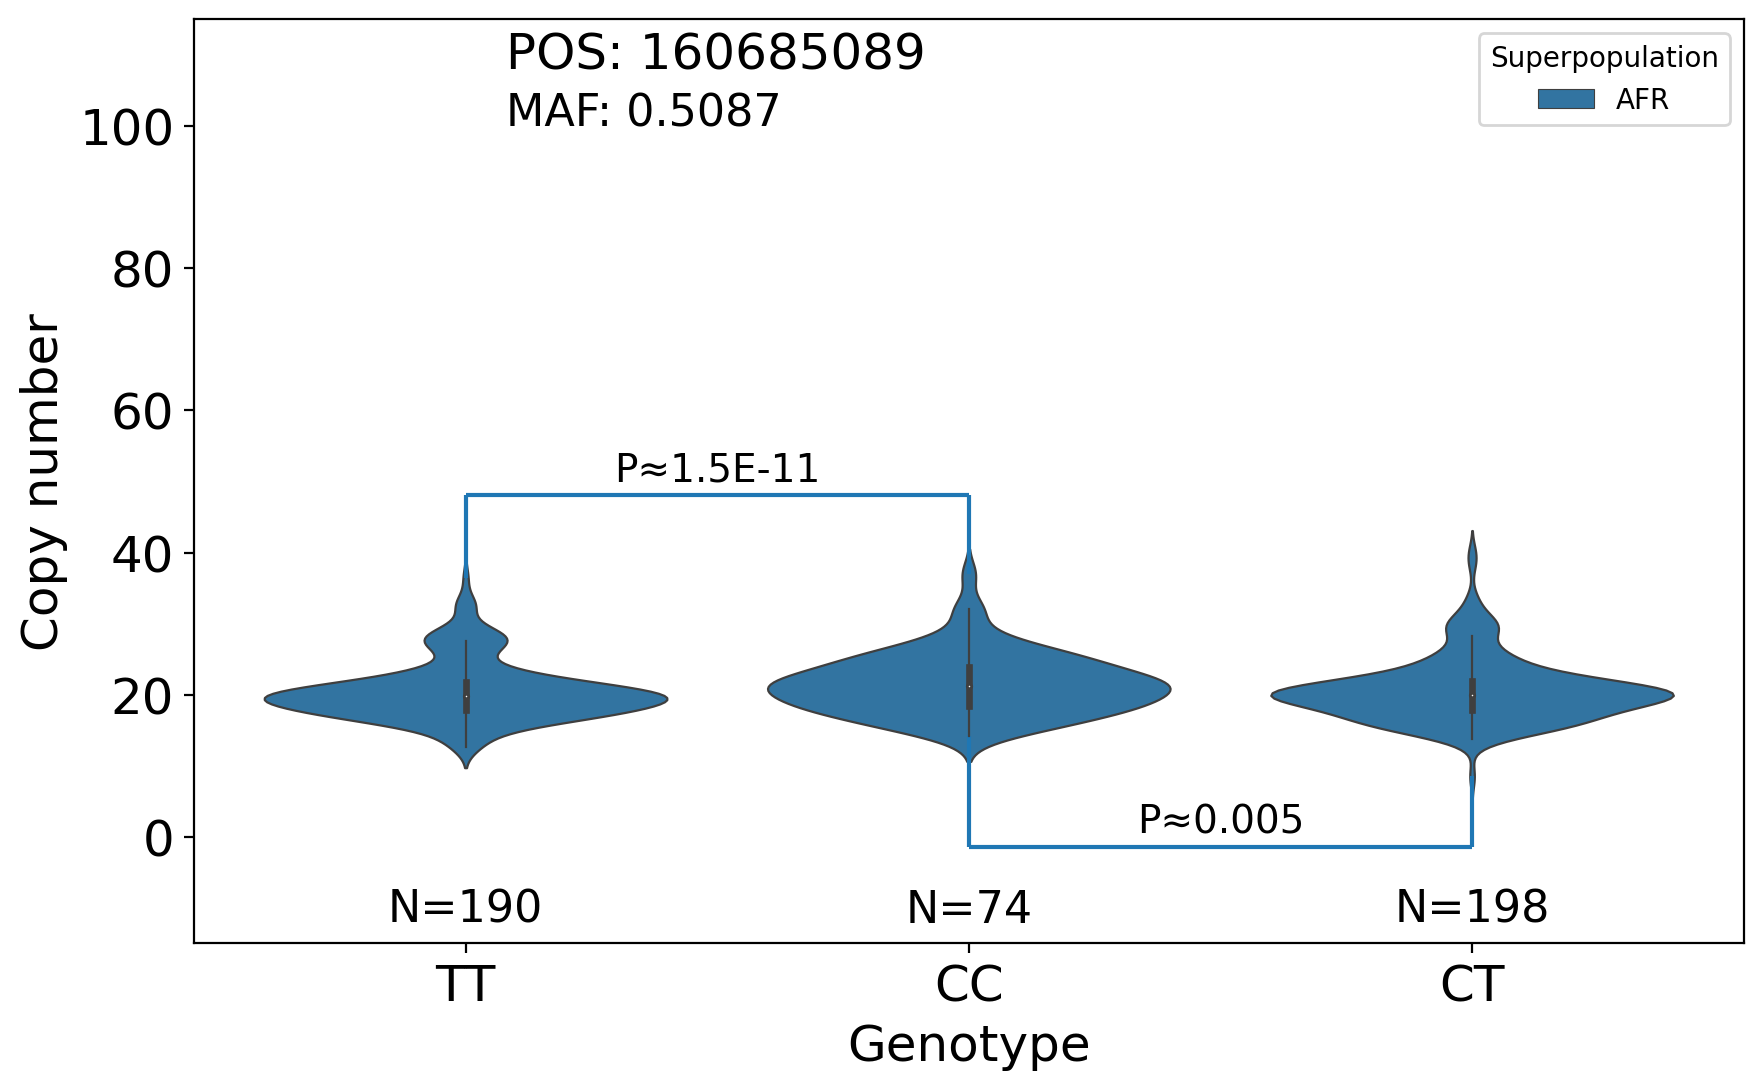 POS: 160685089
MAF: 0.5087
Superpopulation
AFR
Copy number
100
80
60
40
20
0
P≈1.5E-11
P≈0.005
N=190
N=74
N=198
TT
CC
CT
Genotype